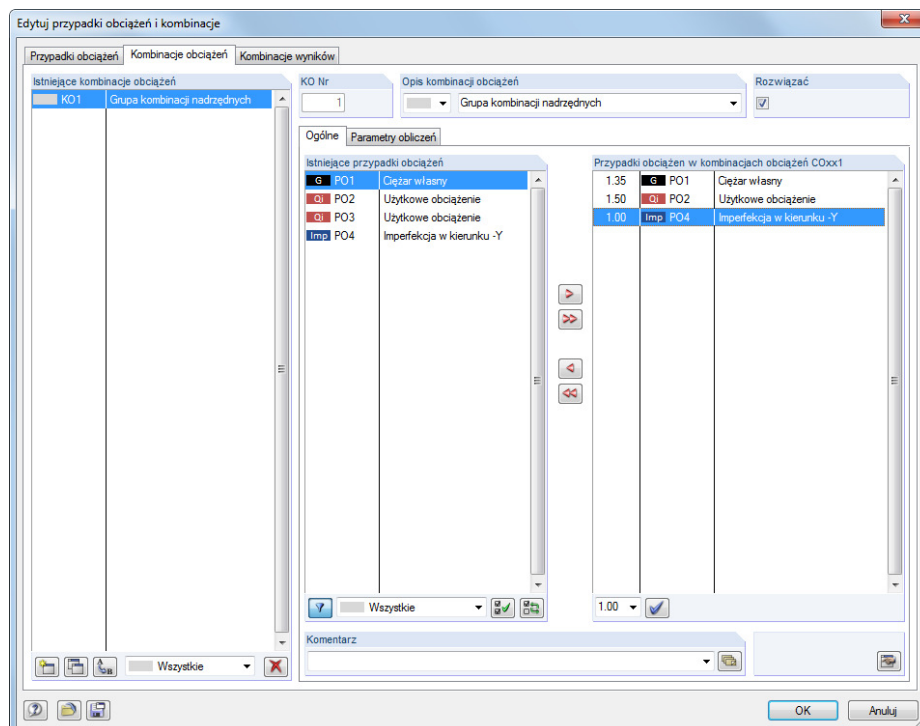 Edytuj przypadki obciążeń i kombinacje
Przypadki obciążeń Kombinacje obciążeń Kombinacje wyników
Istniejące kombinacje obciążeń
KO1 Grupa kombinacji nadrzędnych
Wszystkie
KO Nr
1
Opis kombinacji obciążeń
Grupa kombinacji nadrzędnych
Rozwiązać
Ogólne Parametry obliczeń
Istniejące przypadki obciążeń
G PO1 Ciężar własny
Qi PO2 Użytkowe obciążenie
Qi PO3 Użytkowe obciążenie
Imp PO4 Imperfekcja w kierunku -Y
Wszystkie
Przypadki obciążen w kombinacjach obciążeń COxx1
1.35 G PO1 Ciężar własny
1.50 Qi PO2 Użytkowe obciążenie
1.00 Imp PO4 Imperfekcja w kierunku -Y
1.00
Komentarz
OK Anuluj